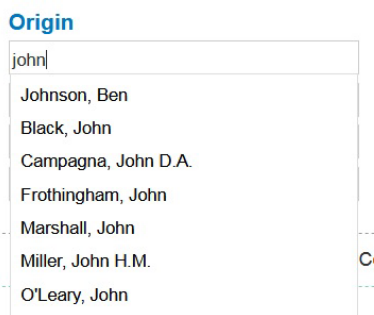 Origin
john
Johnson, Ben
Black, John
Campagna, John D.A.
Frothingham, John
Marshall, John
Miller, John H.M.
O'Leary, John